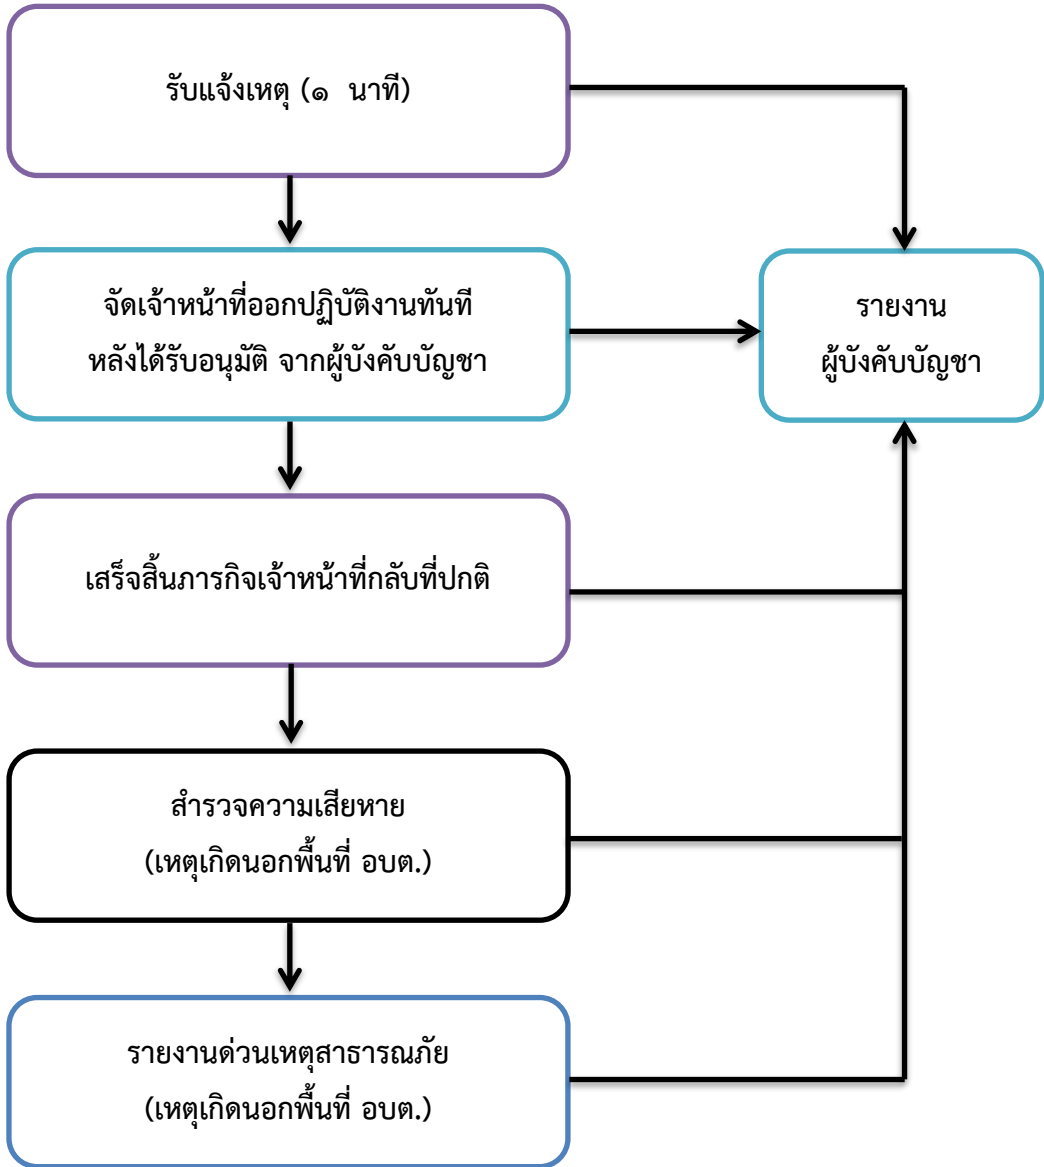 รับแจ้งเหตุ (๑ นาที)
จัดเจ้าหน้าที่ออกปฏิบัติงานทันที
หลังได้รับอนุมัติ จากผู้บังคับบัญชา
รายงาน
ผู้บังคับบัญชา
เสร็จสิ้นภารกิจเจ้าหน้าที่กลับที่ปกติ
สำรวจความเสียหาย
(เหตุเกิดนอกพื้นที่ อบต.)
รายงานด่วนเหตุสาธารณภัย
(เหตุเกิดนอกพื้นที่ อบต.)